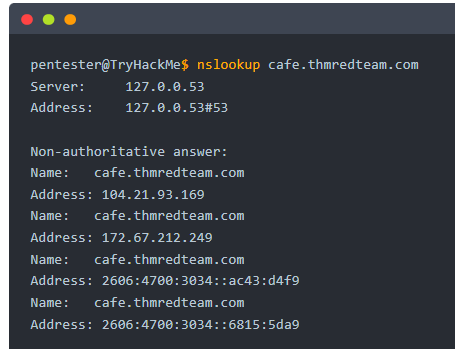 pentester@TryHackMe$ nslookup cafe.thmredteam.com
Server:     127.0.0.53
Address:    127.0.0.53#53
Non-authoritative answer:
Name:   cafe.thmredteam.com
Address: 104.21.93.169
Name:   cafe.thmredteam.com
Address: 172.67.212.249
Name:   cafe.thmredteam.com
Address: 2606:4700:3034::ac43:d4f9
Name:   cafe.thmredteam.com
Address: 2606:4700:3034::6815:5da9